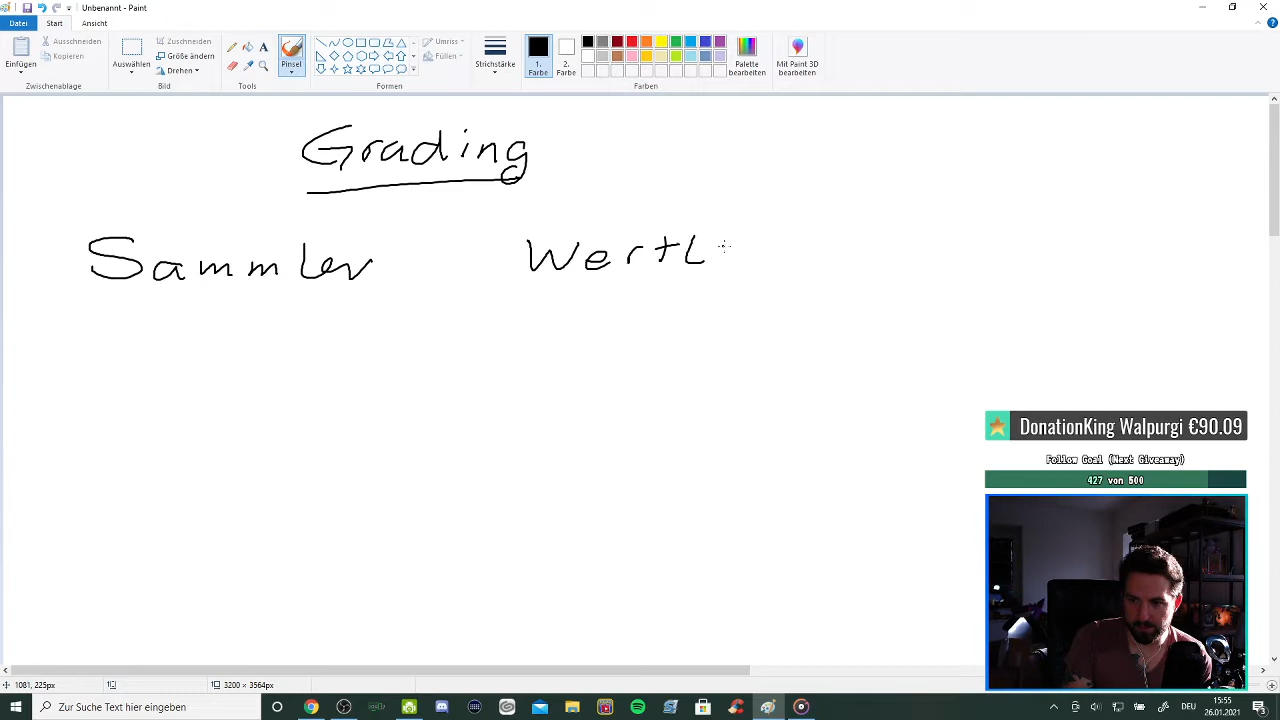 Unbenannt - Paint
Datei Start Ansicht
Einfügen
Ausschneiden
Kopieren
Zwischenablage
Auswählen
Zuschneiden
Größe ändern
Drehen
Bild
Tools
Pinsel
Formen
Umriss
Füllen
Strichstärke
1. Farbe
2. Farbe
Farben
Palette bearbeiten
Mit Paint 3D bearbeiten
Grading
Sammler WertL
DonationKing Walpurgi €90.09
Follow Goal (Next Giveaway)
427 von 500
1081, 225px
3200 × 3564px
Zur Suche Text hier eingeben
DEU
15:55
26.01.2021